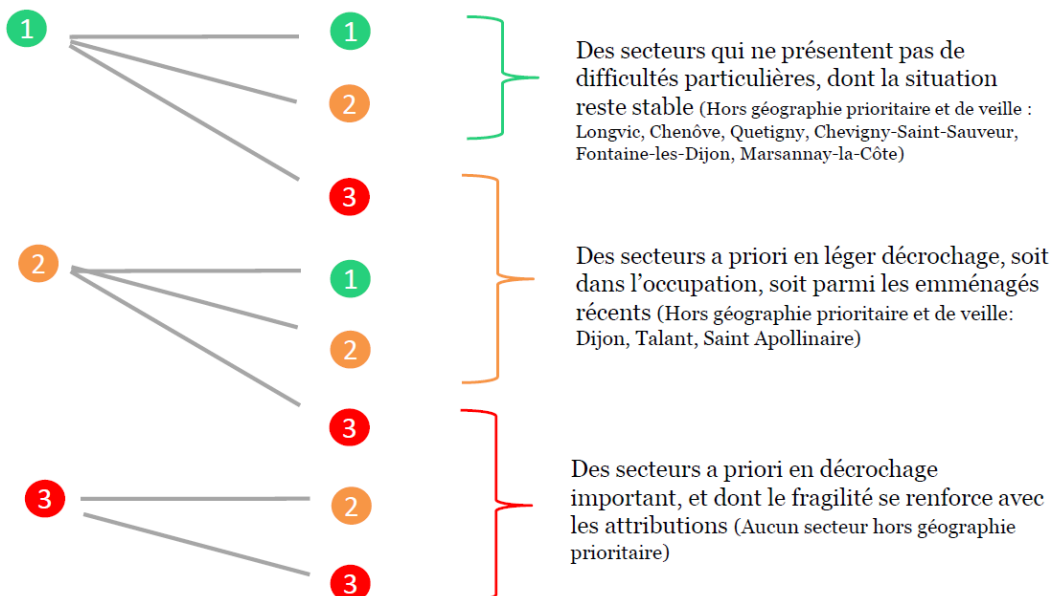 1
1
2
3
Des secteurs qui ne présentent pas de
difficultés particulières, dont la situation
reste stable (Hors géographie prioritaire et de veille :
Longvic, Chenôve, Quetigny, Chevigny-Saint-Sauveur,
Fontaine-les-Dijon, Marsannay-la-Côte)
2
1
2
3
Des secteurs a priori en léger décrochage, soit
dans l’occupation, soit parmi les emménagés
récents (Hors géographie prioritaire et de veille:
Dijon, Talant, Saint Apollinaire)
3
2
3
Des secteurs a priori en décrochage
important, et dont le fragilité se renforce avec
les attributions (Aucun secteur hors géographie
prioritaire)